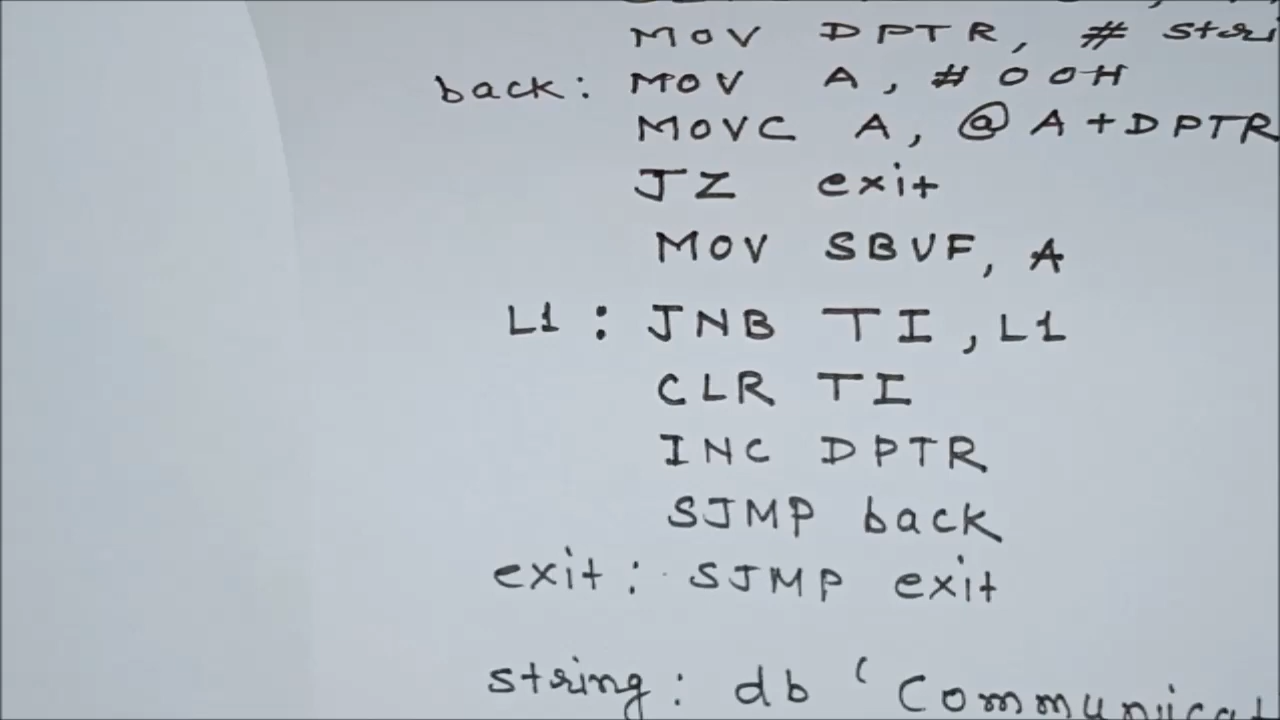 MOV DPTR, # stri
back: MOV A, # 00H
MOVC A, @ A+DPTR
JZ exit
MOV SBUF, A
L1: JNB TI, L1
CLR TI
INC DPTR
SJMP back
exit: SJMP exit
string: db 'Communicat